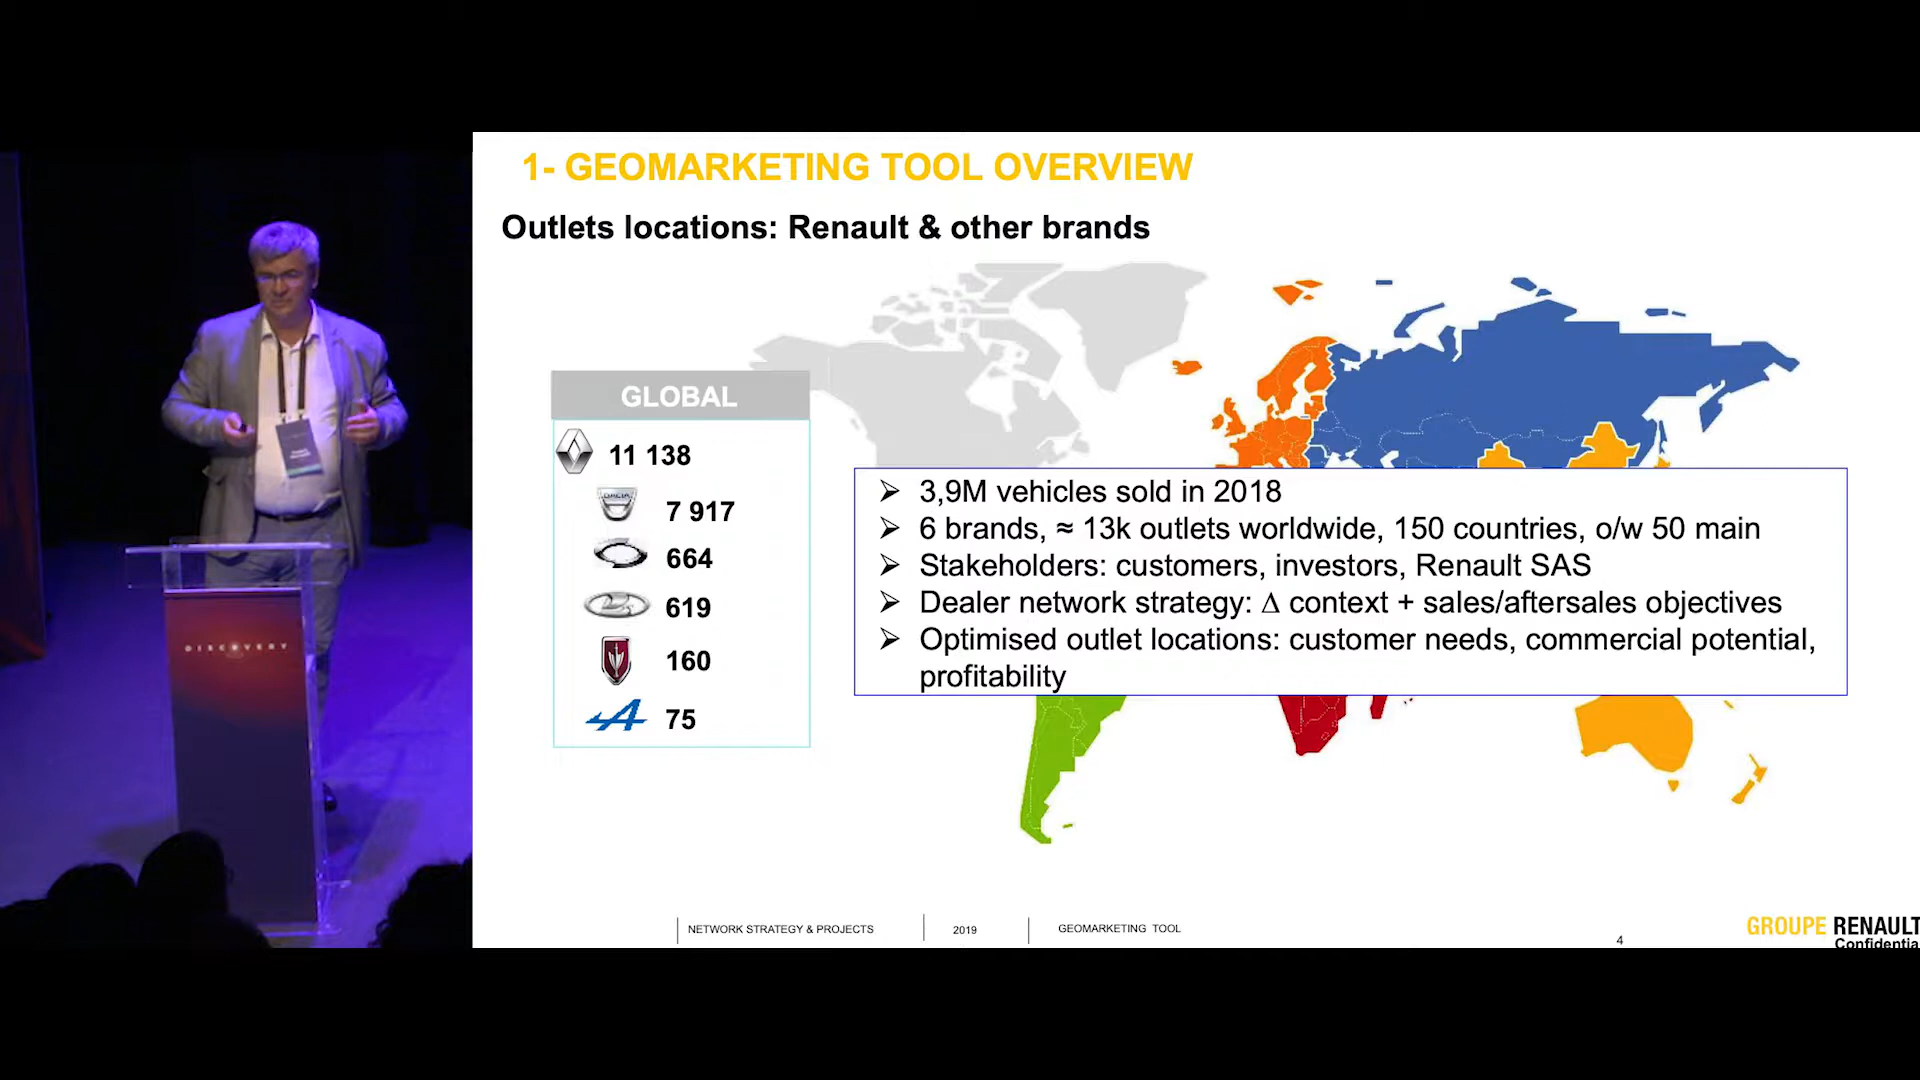 1- GEOMARKETING TOOL OVERVIEW
Outlets locations: Renault & other brands
GLOBAL
11 138
DACIA
7 917
664
619
160
75
➢ 3,9M vehicles sold in 2018
➢ 6 brands, ≈ 13k outlets worldwide, 150 countries, o/w 50 main
➢ Stakeholders: customers, investors, Renault SAS
➢ Dealer network strategy: Δ context + sales/aftersales objectives
➢ Optimised outlet locations: customer needs, commercial potential,
profitability
DISCOVERY
NETWORK STRATEGY & PROJECTS
2019
GEOMARKETING TOOL
4
GROUPE RENAULT
Confidentia